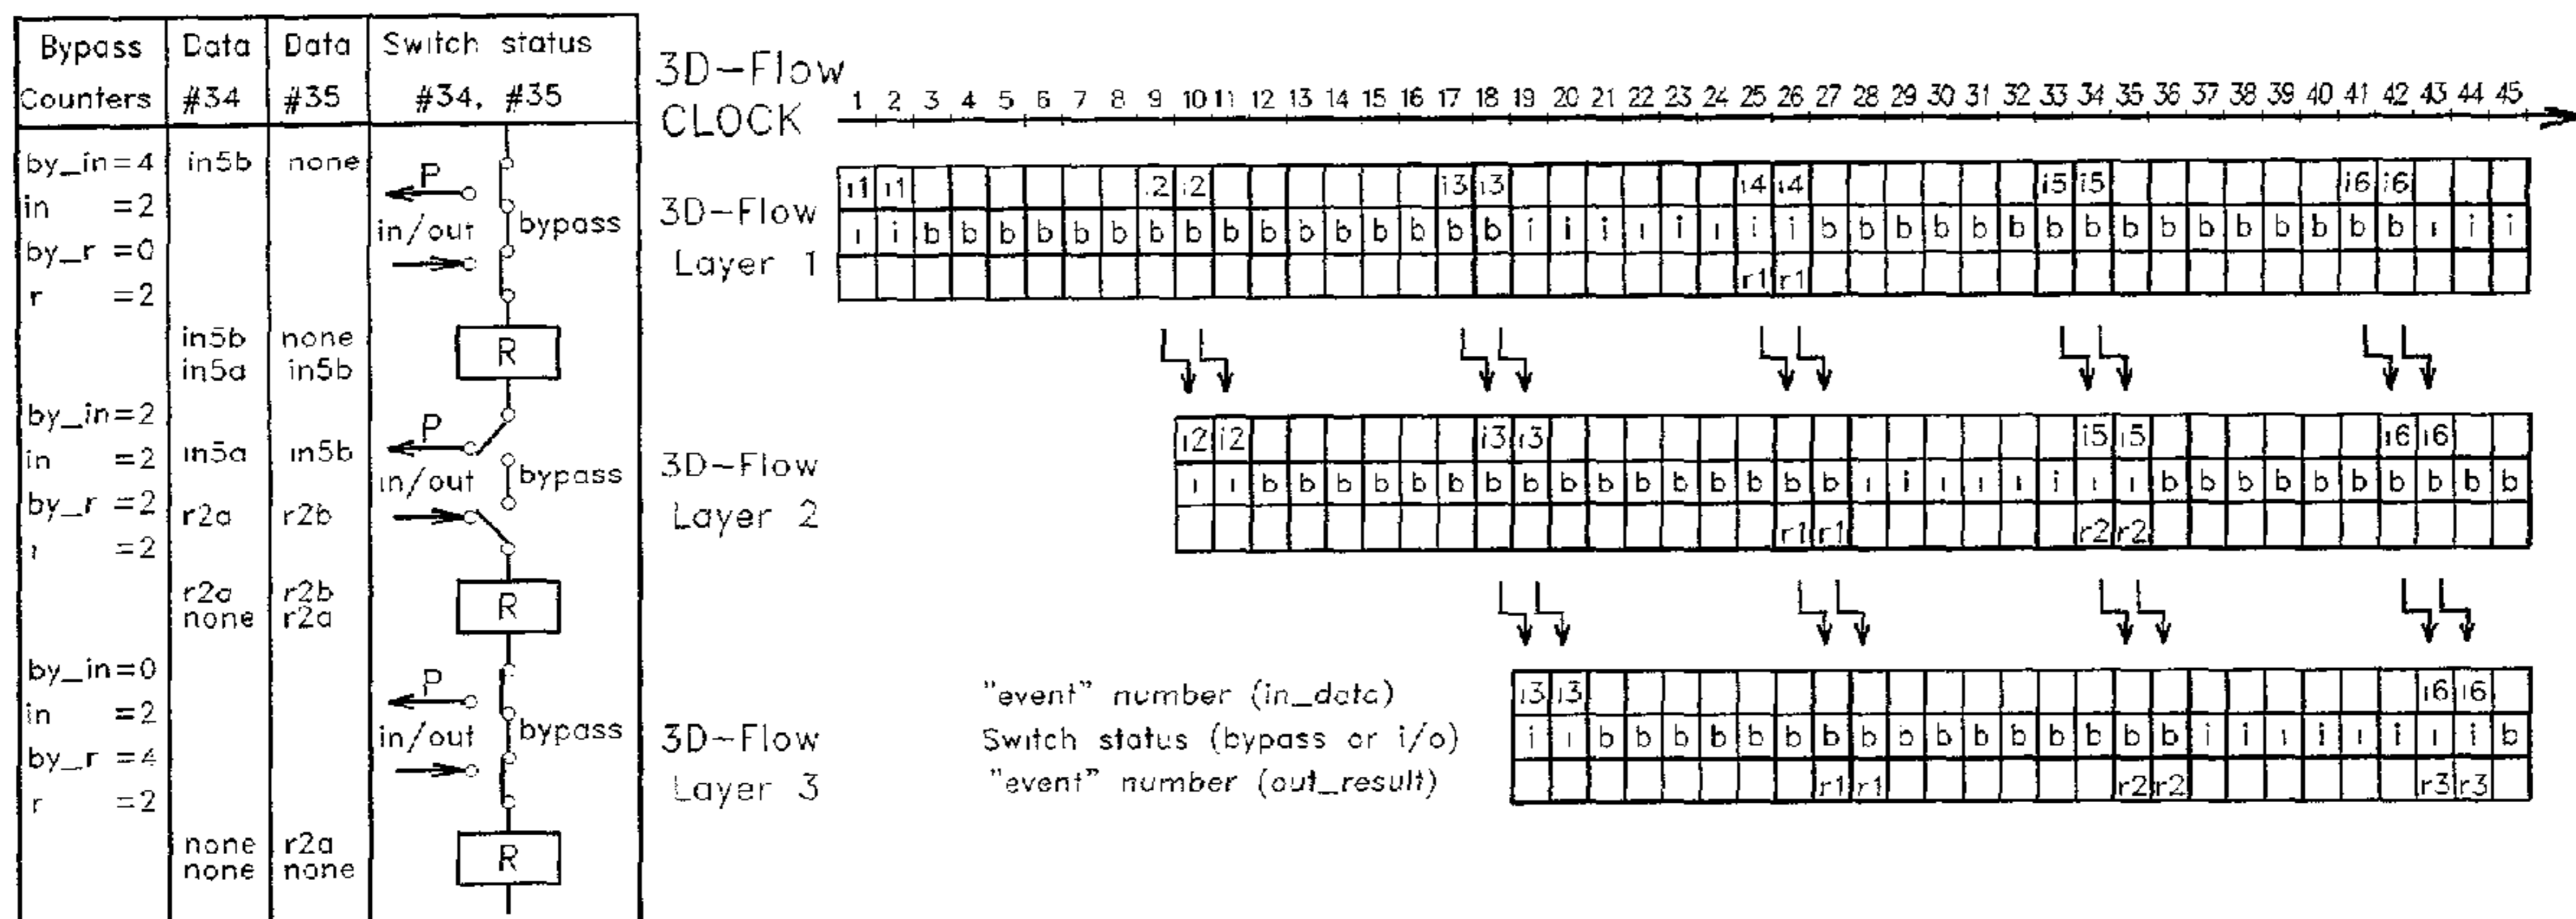 Bypass Data Data Switch status
Counters #34 #35 #34, #35
by_in=4 in5b none
in =2
by_r =0
r =2
P
in/out bypass
in5b none
in5a in5b
R
by_in=2
in =2 in5a in5b
by_r =2 r2a r2b
r =2
P
in/out bypass
r2a r2b
none r2a
R
by_in=0
in =2
by_r =4
r =2
P
in/out bypass
none r2a
none none
R
3D-Flow
CLOCK
1 2 3 4 5 6 7 8 9 10 11 12 13 14 15 16 17 18 19 20 21 22 23 24 25 26 27 28 29 30 31 32 33 34 35 36 37 38 39 40 41 42 43 44 45
3D-Flow
Layer 1
i1 i1 i2 i2 i3 i3 i4 i4 i5 i5 i6 i6
i i b b b b b b b b b b b b b b b b i i i i i i i i b b b b b b b b b b b b b b b b i i i
r1 r1
3D-Flow
Layer 2
i2 i2 i3 i3 i5 i5 i6 i6
i i b b b b b b b b b b b b b b b b i i i i i i i i b b b b b b b b b b
r1 r1 r2 r2
3D-Flow
Layer 3
"event" number (in_data)
Switch status (bypass or i/o)
"event" number (out_result)
i3 i3 i6 i6
i i b b b b b b b b b b b b b b b b i i i i i i i i b
r1 r1 r2 r2 r3 r3